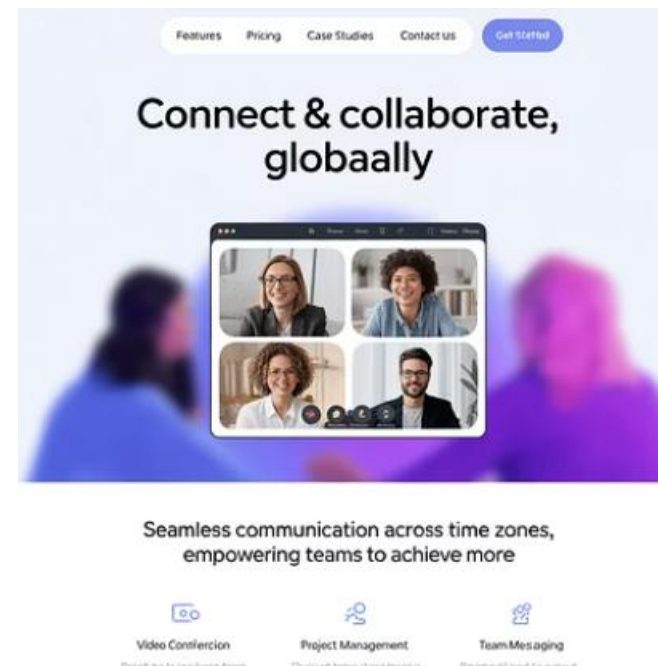 Features Pricing Case Studies Contact us Get Started
Connect & collaborate,
globaally
Seamless communication across time zones,
empowering teams to achieve more
Video Contfercion Project Management Team Mesaging